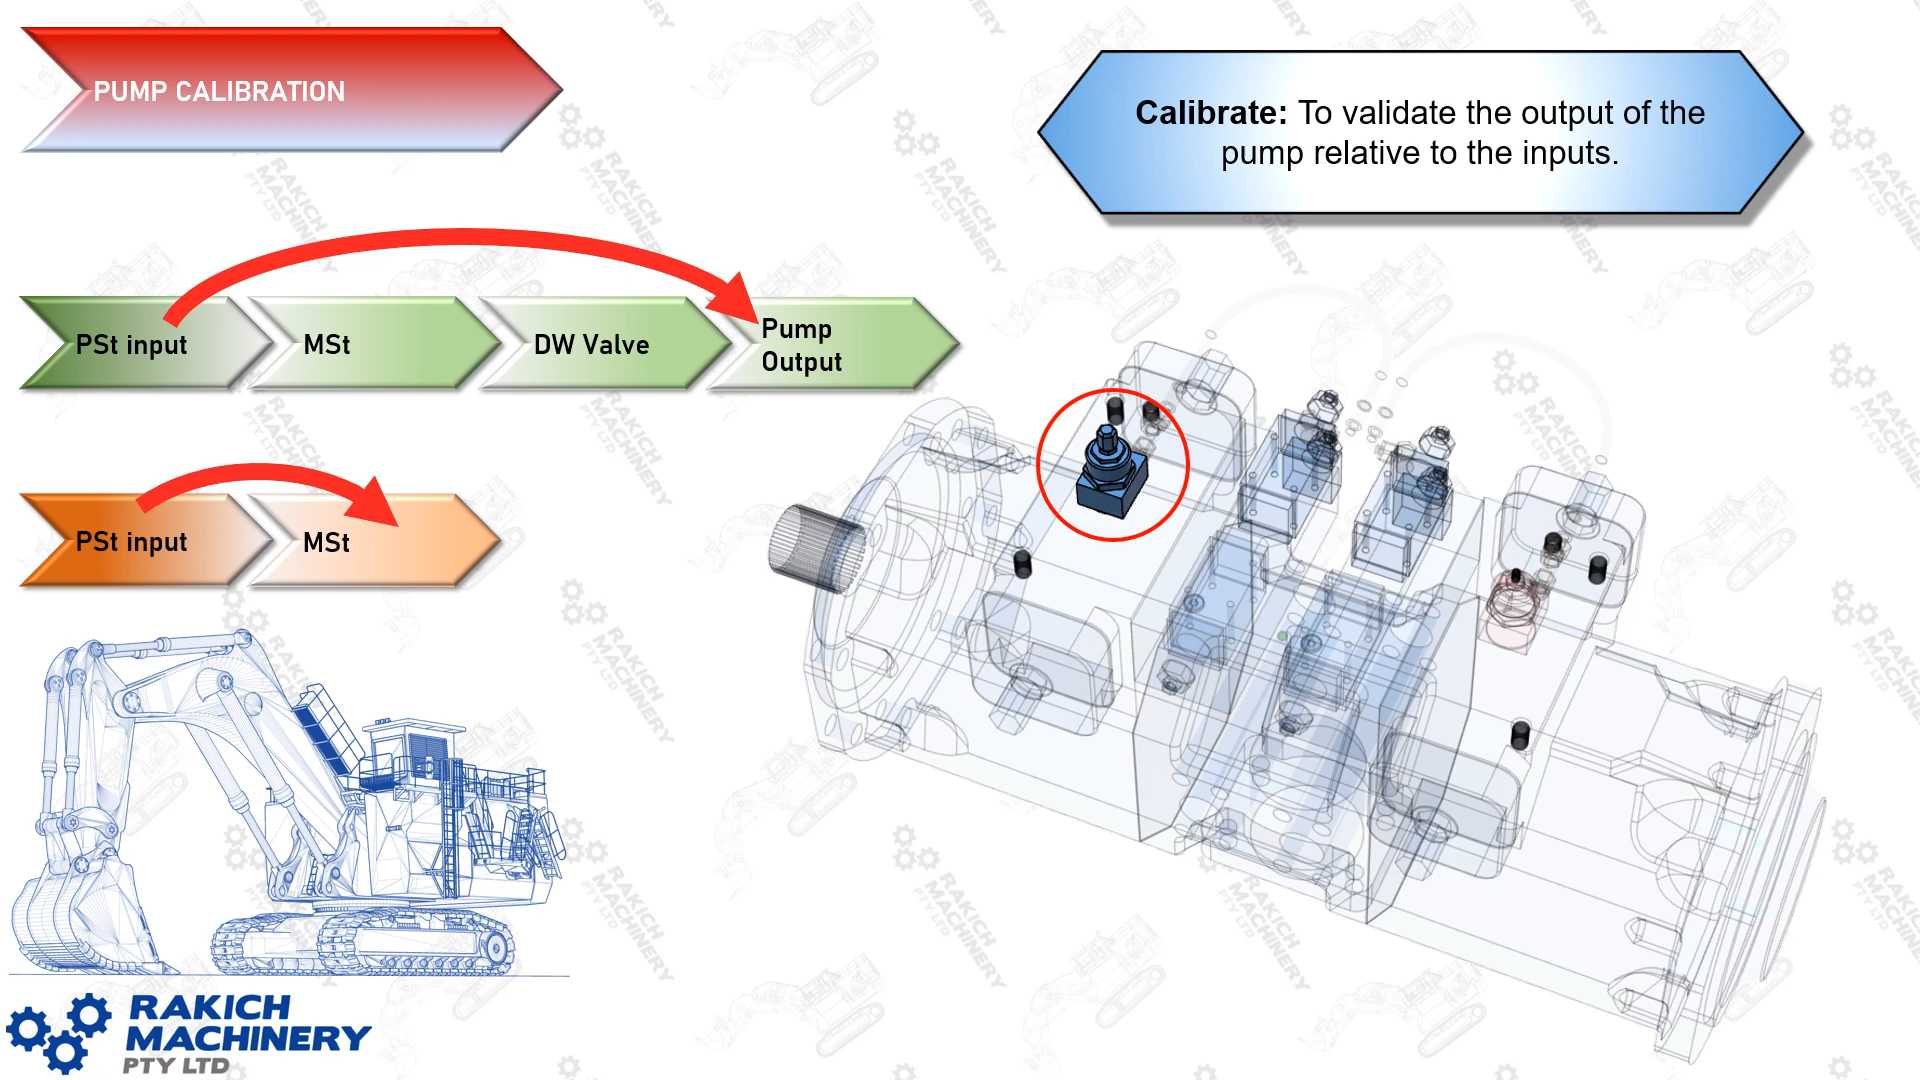 PUMP CALIBRATION
Calibrate: To validate the output of the
pump relative to the inputs.
PSt input
MSt
DW Valve
Pump
Output
PSt input
MSt
RAKICH
MACHINERY
PTY LTD